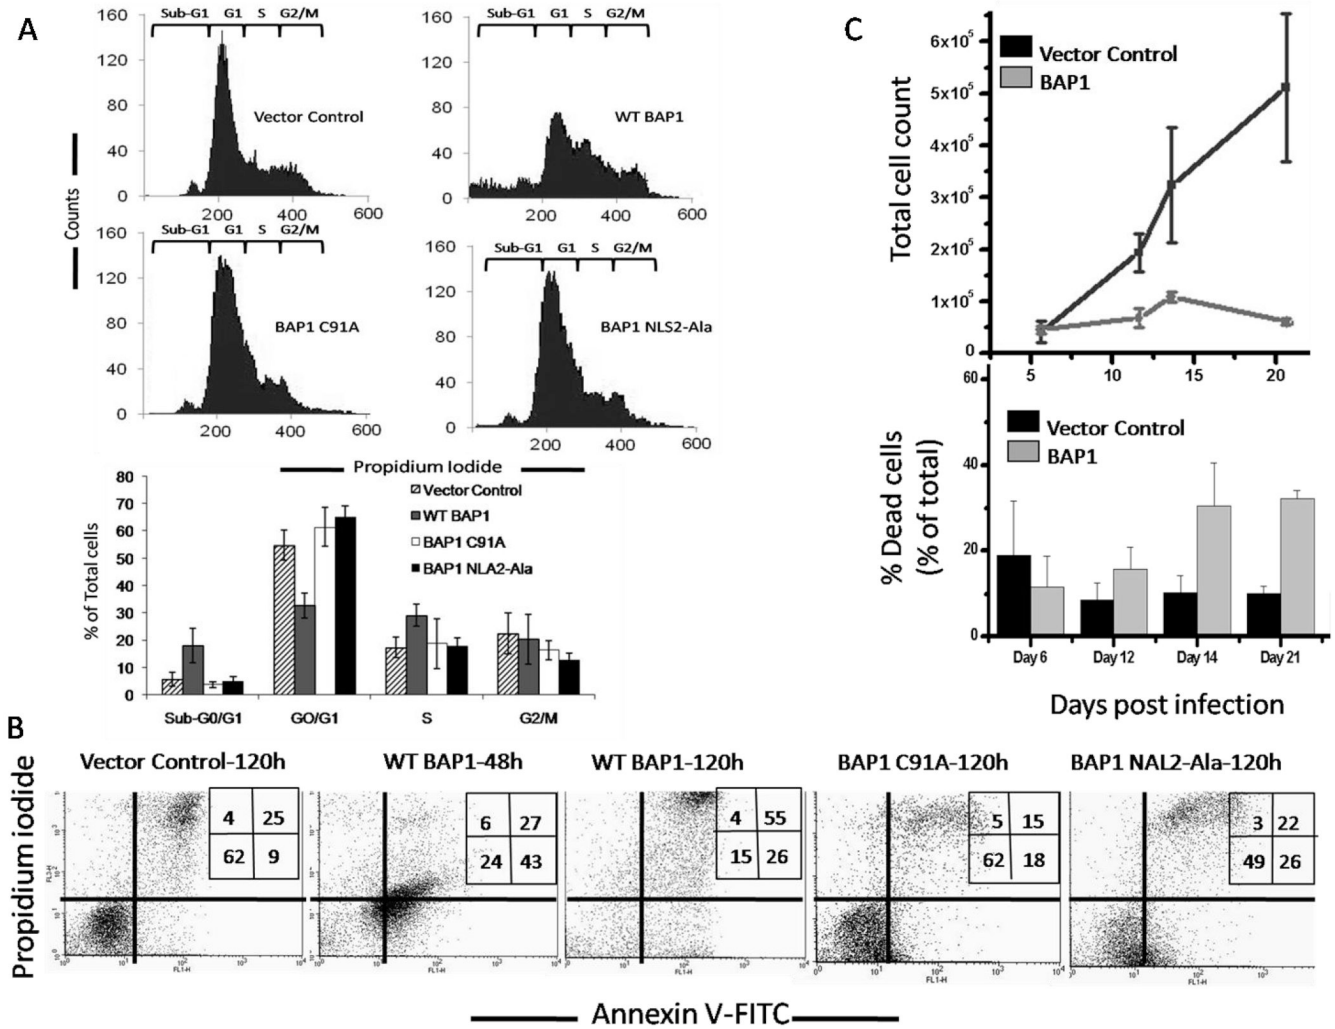 A
Sub-G1 G1 S G2/M
160
120
80
40
0
Vector Control
200 400 600
Sub-G1 G1 S G2/M
160
120
80
40
0
WT BAP1
200 400 600
Counts
Sub-G1 G1 S G2/M
160
120
80
40
0
BAP1 C91A
200 400 600
Sub-G1 G1 S G2/M
160
120
80
40
0
BAP1 NLS2-Ala
200 400 600
Propidium Iodide
% of Total cells
80
70
60
50
40
30
20
10
0
Vector Control
WT BAP1
BAP1 C91A
BAP1 NLA2-Ala
Sub-G0/G1 GO/G1 S G2/M
C
Total cell count
6x10⁵
5x10⁵
4x10⁵
3x10⁵
2x10⁵
1x10⁵
0
Vector Control
BAP1
5 10 15 20
% Dead cells
(% of total)
60
40
20
0
Vector Control
BAP1
Day 6 Day 12 Day 14 Day 21
Days post infection
B
Propidium iodide
Vector Control-120h
4 25
62 9
FL1-H
WT BAP1-48h
6 27
24 43
FL1-H
WT BAP1-120h
4 55
15 26
FL1-H
BAP1 C91A-120h
5 15
62 18
FL1-H
BAP1 NAL2-Ala-120h
3 22
49 26
FL1-H
Annexin V-FITC